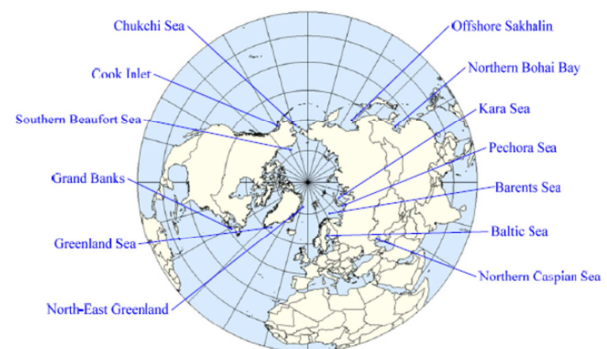 Chukchi Sea
Offshore Sakhalin
Cook Inlet
Northern Bohai Bay
Southern Beaufort Sea
Kara Sea
Pechora Sea
Grand Banks
Barents Sea
Greenland Sea
Baltic Sea
Northern Caspian Sea
North-East Greenland